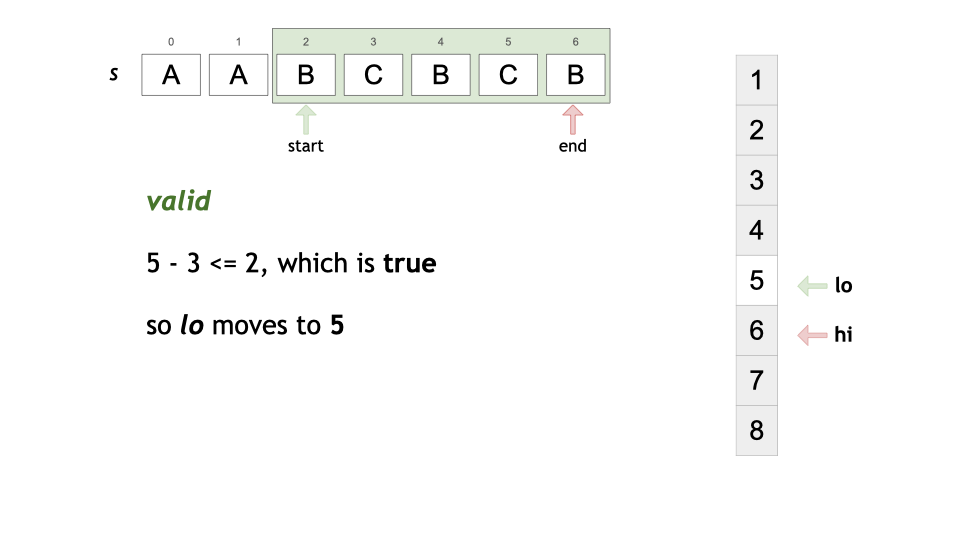 0 1 2 3 4 5 6
s A A B C B C B
start end
valid
5 - 3 <= 2, which is true
so lo moves to 5
1
2
3
4
5 lo
6 hi
7
8